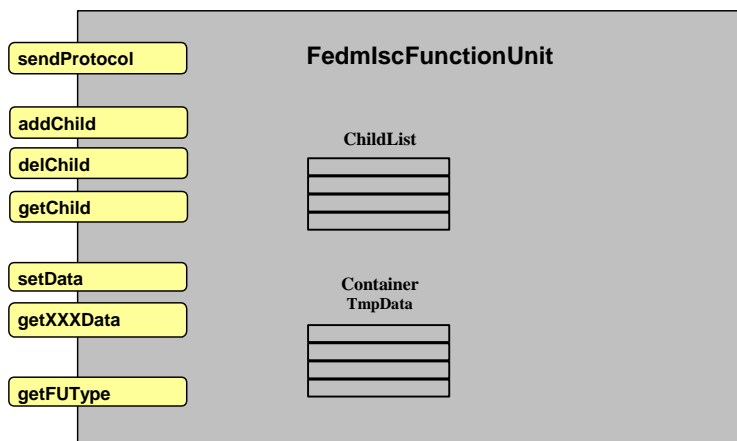 sendProtocol
FedmIscFunctionUnit
addChild
ChildList
delChild
getChild
setData
Container
TmpData
getXXXData
getFUType